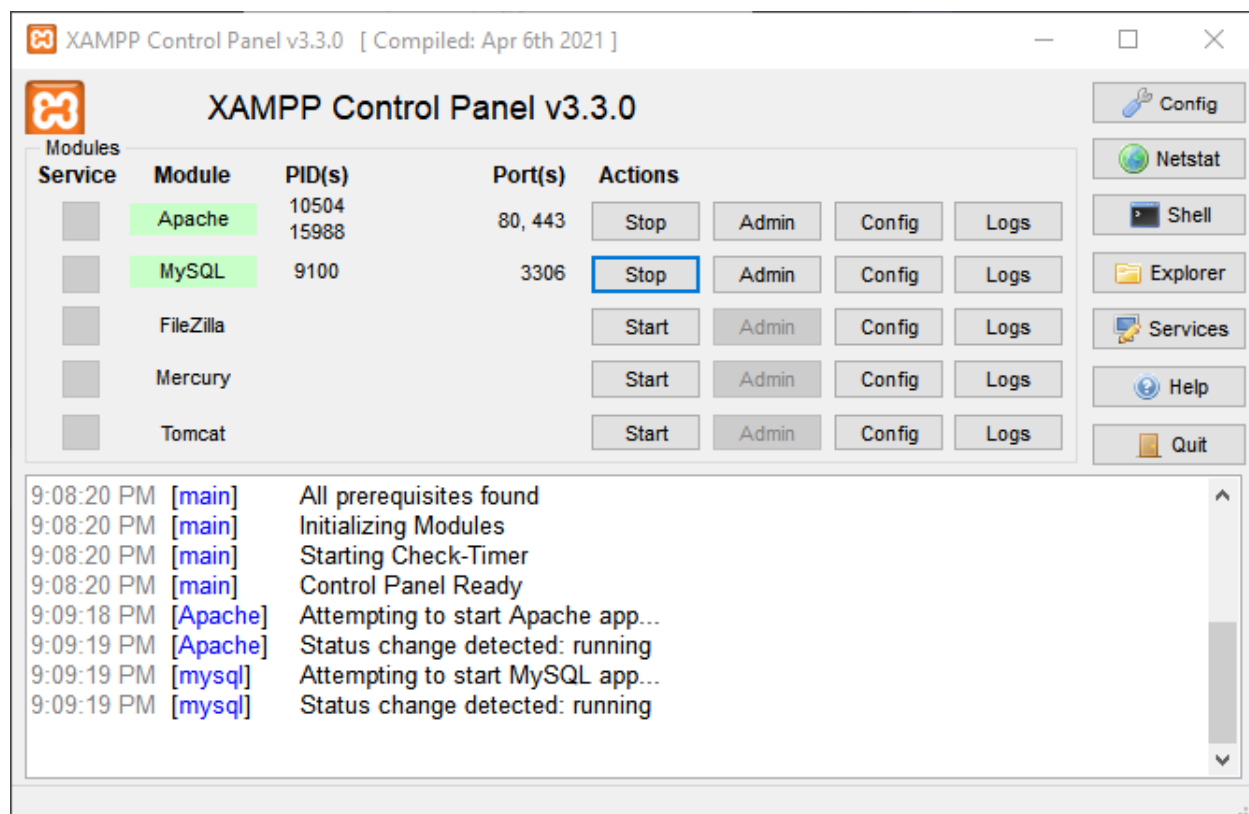 XAMPP Control Panel v3.3.0 [ Compiled: Apr 6th 2021 ]
XAMPP Control Panel v3.3.0
Config
Modules
Service Module PID(s) Port(s) Actions
Netstat
Apache 10504 15988 80, 443 Stop Admin Config Logs
Shell
MySQL 9100 3306 Stop Admin Config Logs
Explorer
FileZilla Start Admin Config Logs
Services
Mercury Start Admin Config Logs
Help
Tomcat Start Admin Config Logs
Quit
9:08:20 PM [main] All prerequisites found
9:08:20 PM [main] Initializing Modules
9:08:20 PM [main] Starting Check-Timer
9:08:20 PM [main] Control Panel Ready
9:09:18 PM [Apache] Attempting to start Apache app...
9:09:19 PM [Apache] Status change detected: running
9:09:19 PM [mysql] Attempting to start MySQL app...
9:09:19 PM [mysql] Status change detected: running